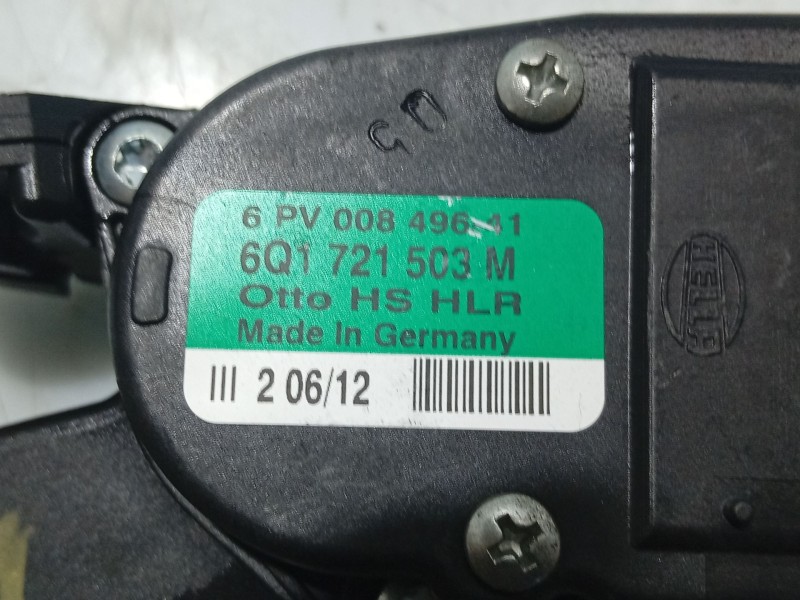 6 PV 008 496-41
6Q1 721 503 M
Otto HS HLR
Made In Germany
III 2 06/12
HELLA